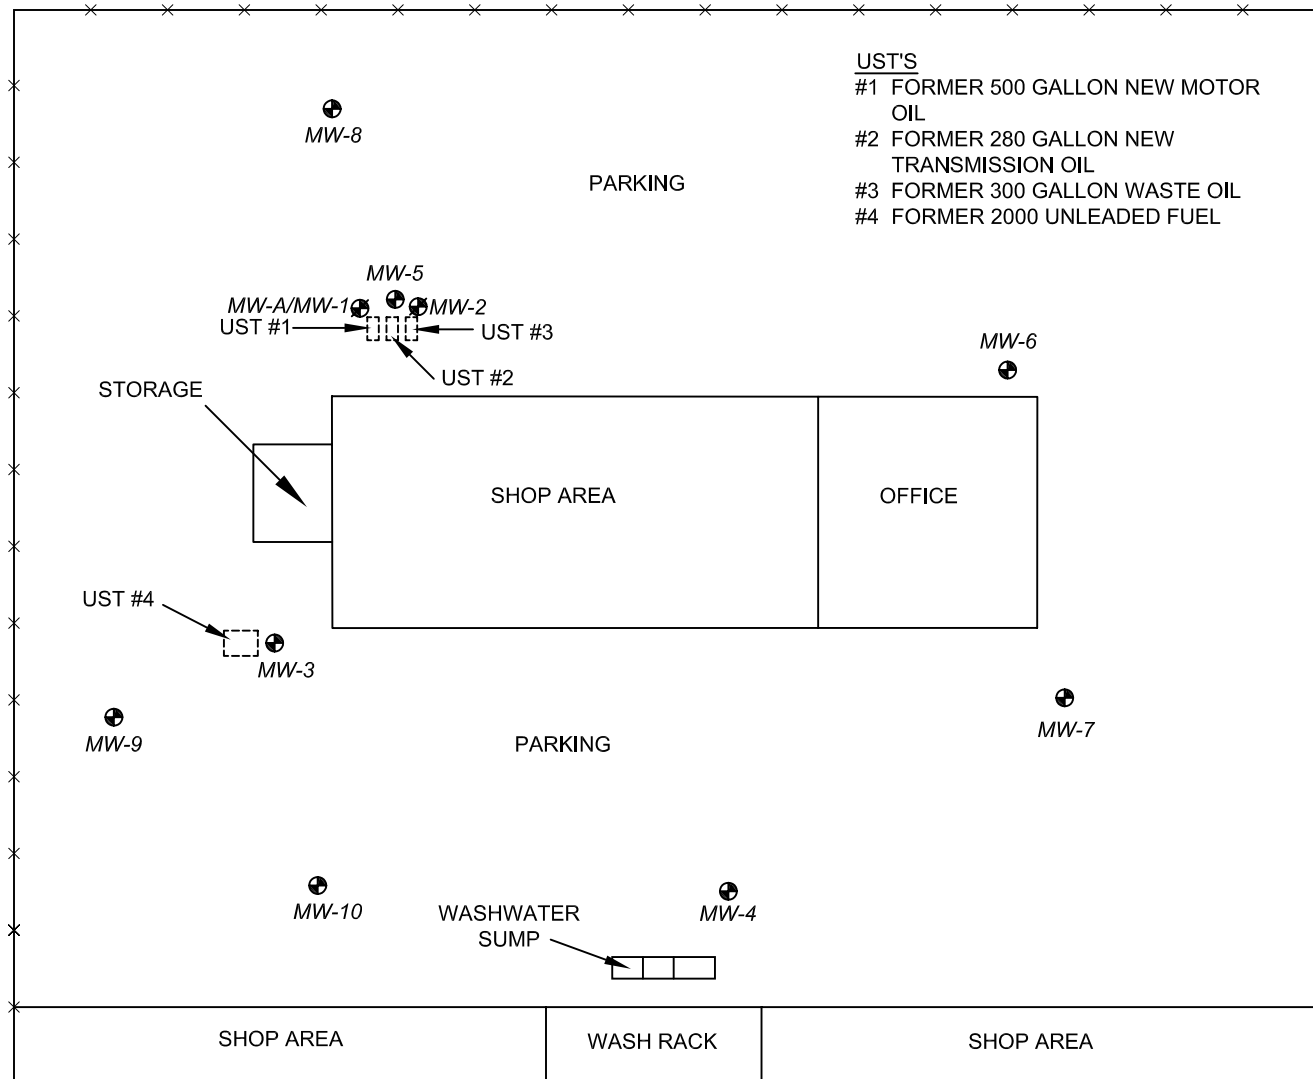 UST'S
#1 FORMER 500 GALLON NEW MOTOR
OIL
#2 FORMER 280 GALLON NEW
TRANSMISSION OIL
#3 FORMER 300 GALLON WASTE OIL
#4 FORMER 2000 UNLEADED FUEL
MW-8
PARKING
MW-5
MW-A/MW-1
MW-2
UST #1
UST #3
MW-6
UST #2
STORAGE
SHOP AREA
OFFICE
UST #4
MW-3
MW-7
MW-9
PARKING
MW-10
MW-4
WASHWATER
SUMP
SHOP AREA
WASH RACK
SHOP AREA